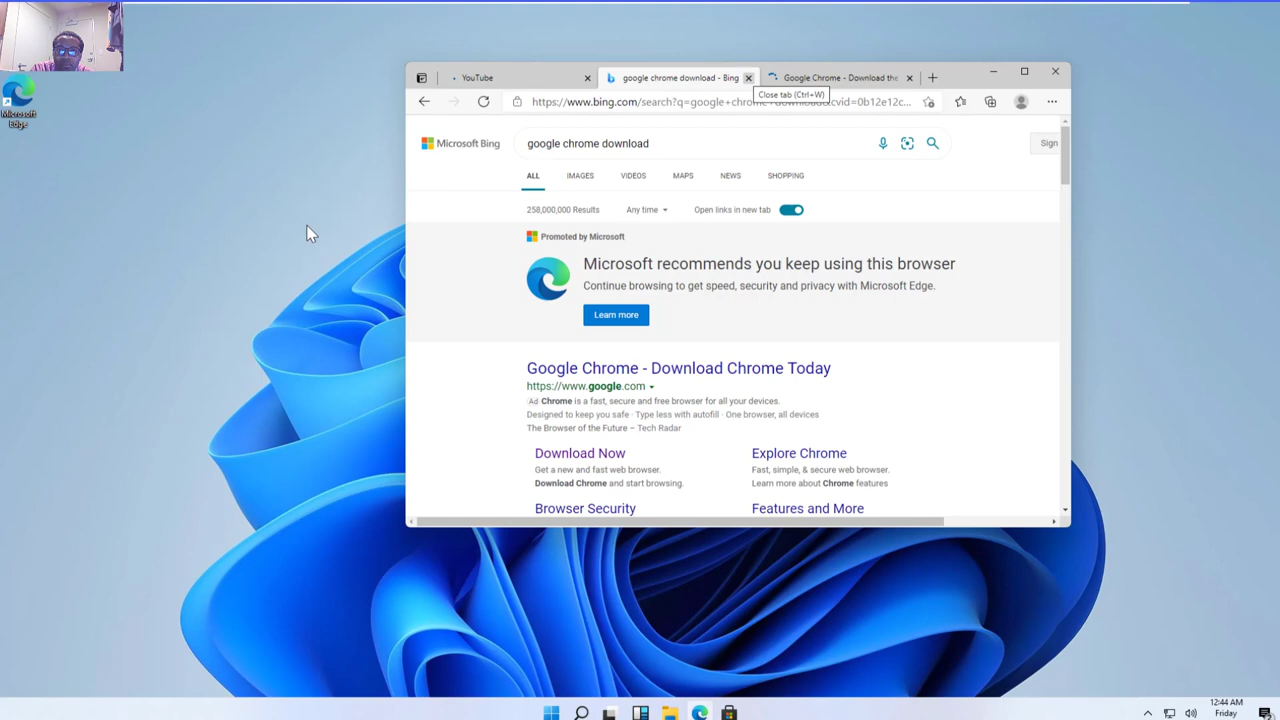 YouTube
google chrome download - Bing
Google Chrome - Download the
Close tab (Ctrl+W)
https://www.bing.com/search?q=google+chrome
cvid=0b12e12c...
Microsoft Edge
Microsoft Bing
google chrome download
Sign
ALL
IMAGES
VIDEOS
MAPS
NEWS
SHOPPING
258,000,000 Results
Any time
Open links in new tab
Promoted by Microsoft
Microsoft recommends you keep using this browser
Continue browsing to get speed, security and privacy with Microsoft Edge.
Learn more
Google Chrome - Download Chrome Today
https://www.google.com
Ad Chrome is a fast, secure and free browser for all your devices.
Designed to keep you safe · Type less with autofill · One browser, all devices
The Browser of the Future – Tech Radar
Download Now
Get a new and fast web browser.
Download Chrome and start browsing.
Explore Chrome
Fast, simple, & secure web browser.
Learn more about Chrome features
Browser Security
Features and More
12:44 AM
Friday